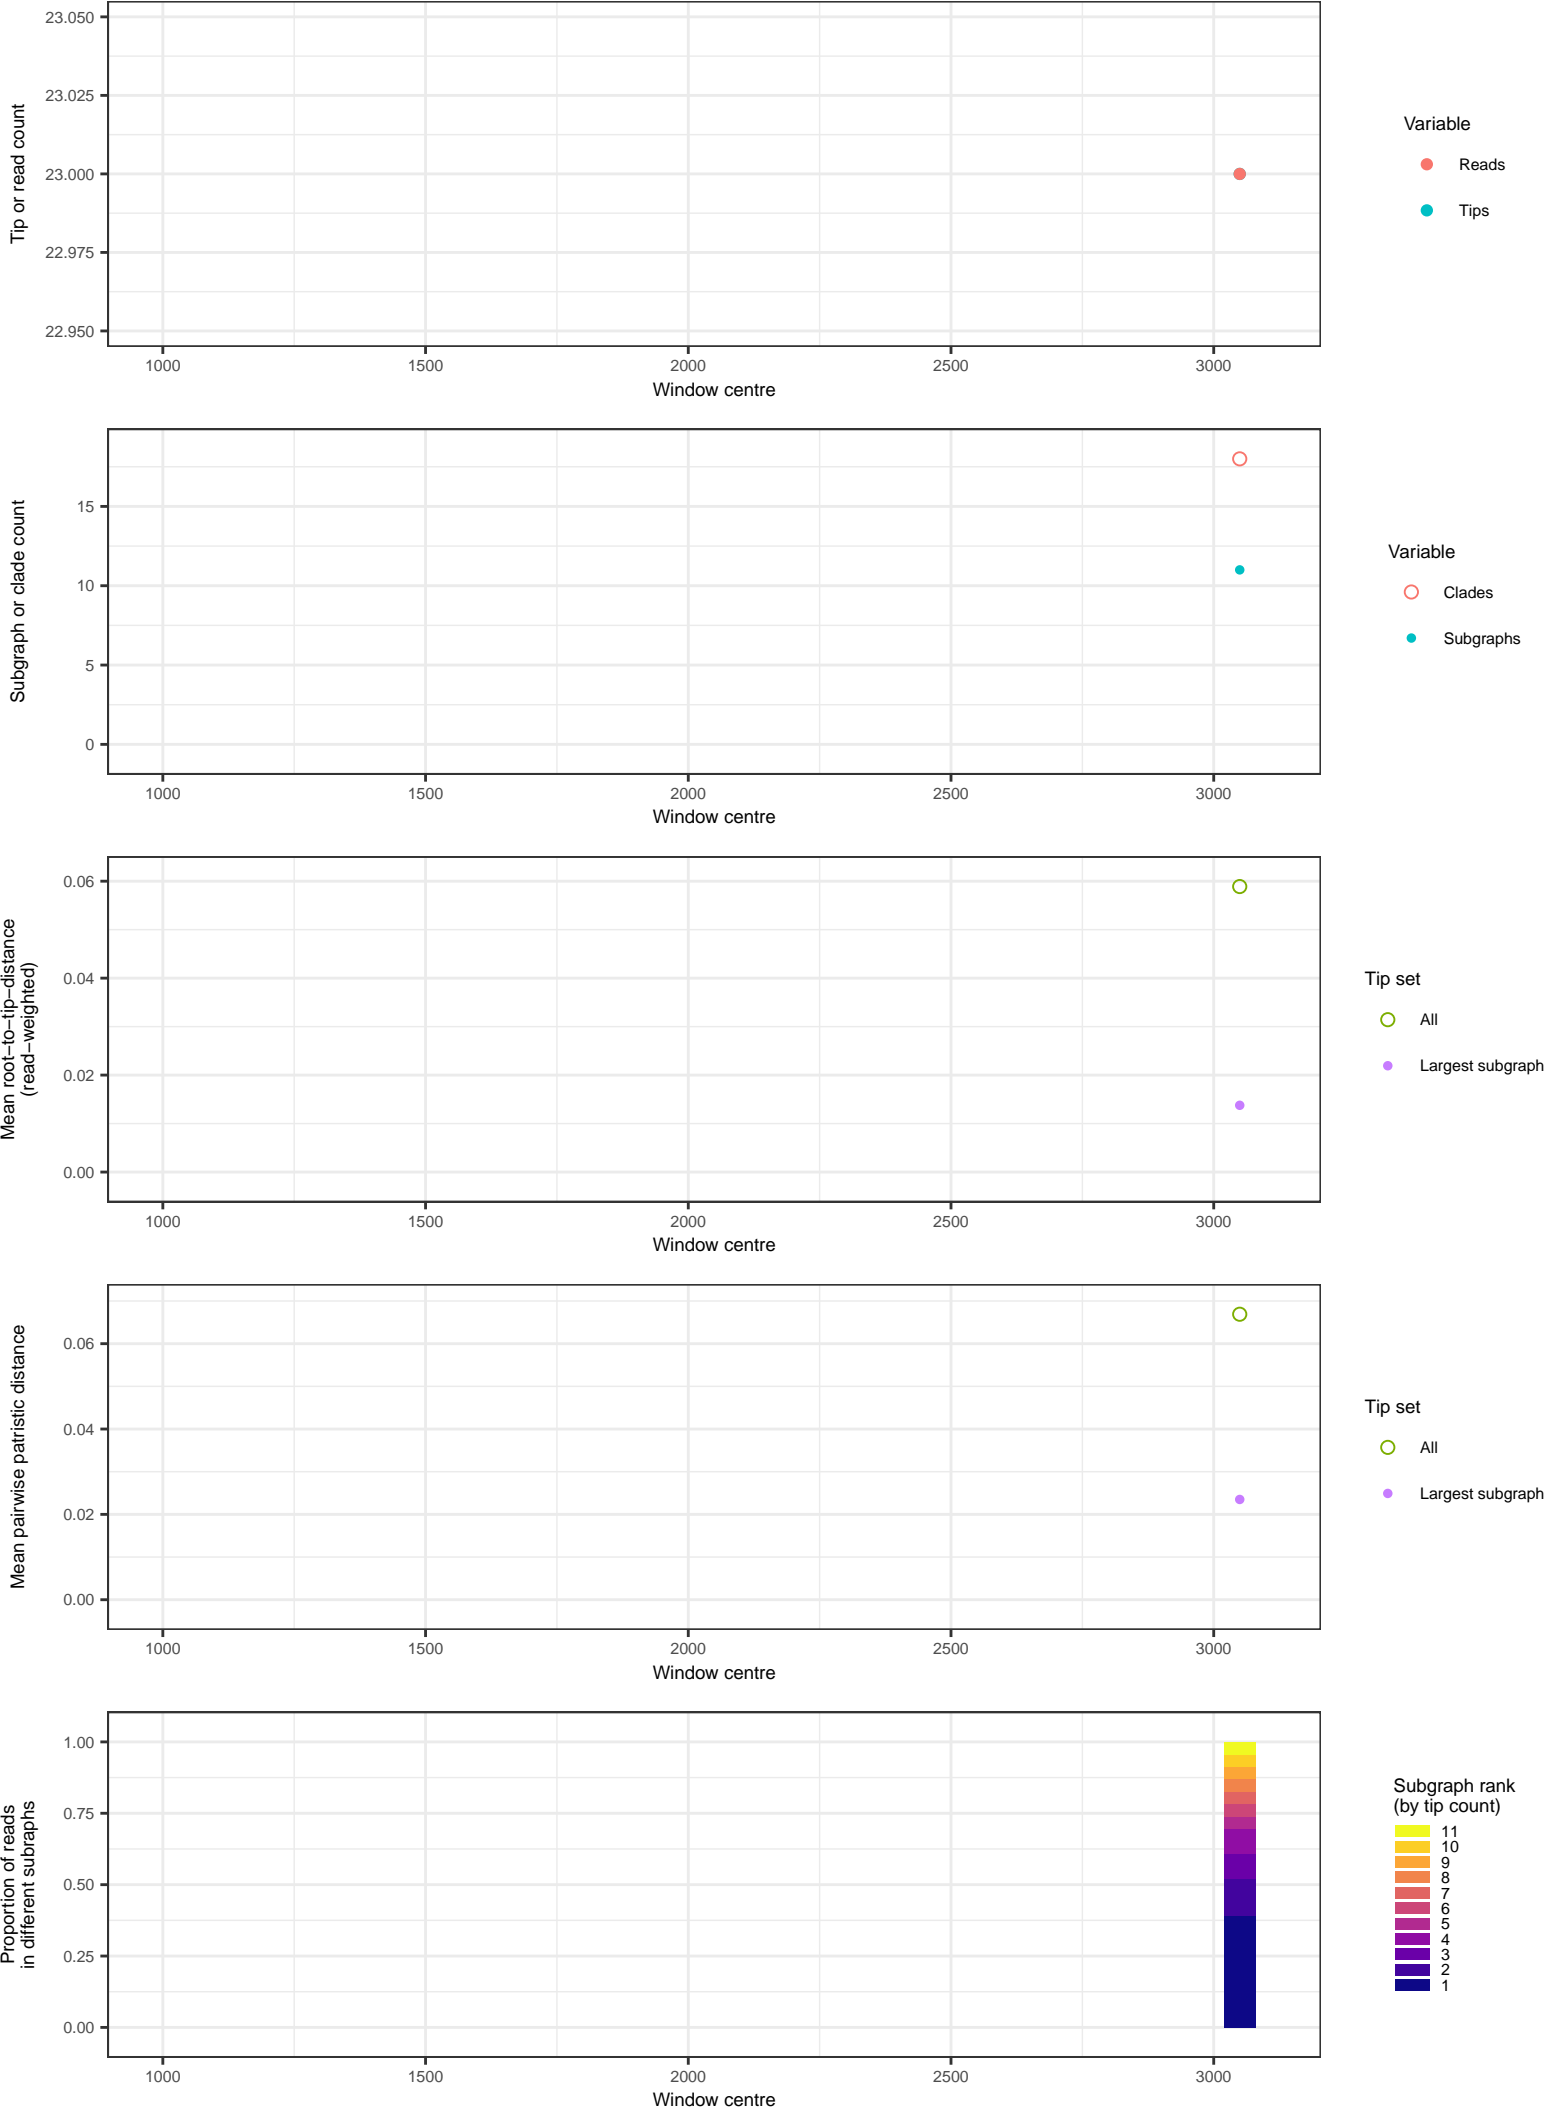 23.050
23.025
23.000
22.975
22.950
Tip or read count
1000 1500 2000 2500 3000
Window centre
Variable
Reads
Tips
15
10
5
0
Subgraph or clade count
1000 1500 2000 2500 3000
Window centre
Variable
Clades
Subgraphs
0.06
0.04
0.02
0.00
Mean root−to−tip−distance
(read−weighted)
1000 1500 2000 2500 3000
Window centre
Tip set
All
Largest subgraph
0.06
0.04
0.02
0.00
Mean pairwise patristic distance
1000 1500 2000 2500 3000
Window centre
Tip set
All
Largest subgraph
1.00
0.75
0.50
0.25
0.00
Proportion of reads
in different subraphs
1000 1500 2000 2500 3000
Window centre
Subgraph rank
(by tip count)
11
10
9
8
7
6
5
4
3
2
1